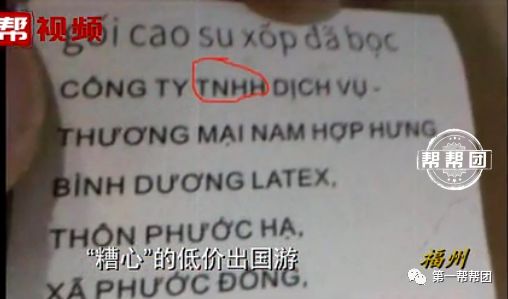 帮视频
gối cao su xốp đã bọc
CÔNG TY TNHH DỊCH VỤ -
THƯƠNG MẠI NAM HỢP HƯNG
BÌNH DƯƠNG LATEX,
帮帮团
THÔN PHƯỚC HẠ,
“糟心”的低价出国游
福州
XÃ PHƯỚC ĐỒNG,
第一帮帮团